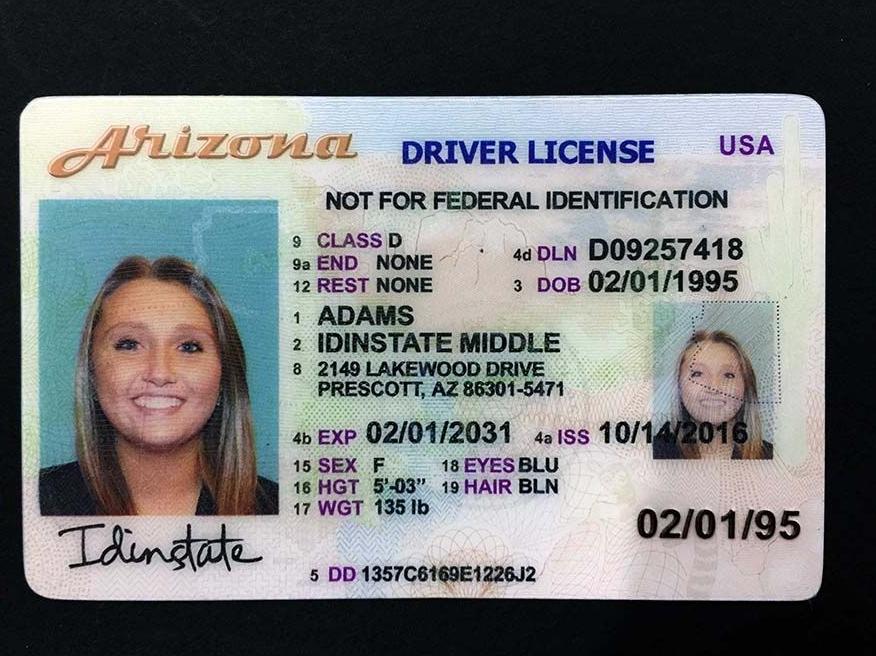 Arizona DRIVER LICENSE USA
NOT FOR FEDERAL IDENTIFICATION
9 CLASS D
9a END NONE
12 REST NONE
4d DLN D09257418
3 DOB 02/01/1995
1 ADAMS
2 IDINSTATE MIDDLE
8 2149 LAKEWOOD DRIVE
PRESCOTT, AZ 86301-5471
4b EXP 02/01/2031 4a ISS 10/14/2016
15 SEX F 18 EYES BLU
16 HGT 5'-03" 19 HAIR BLN
17 WGT 135 lb
Idinstate
02/01/95
5 DD 1357C6169E1226J2